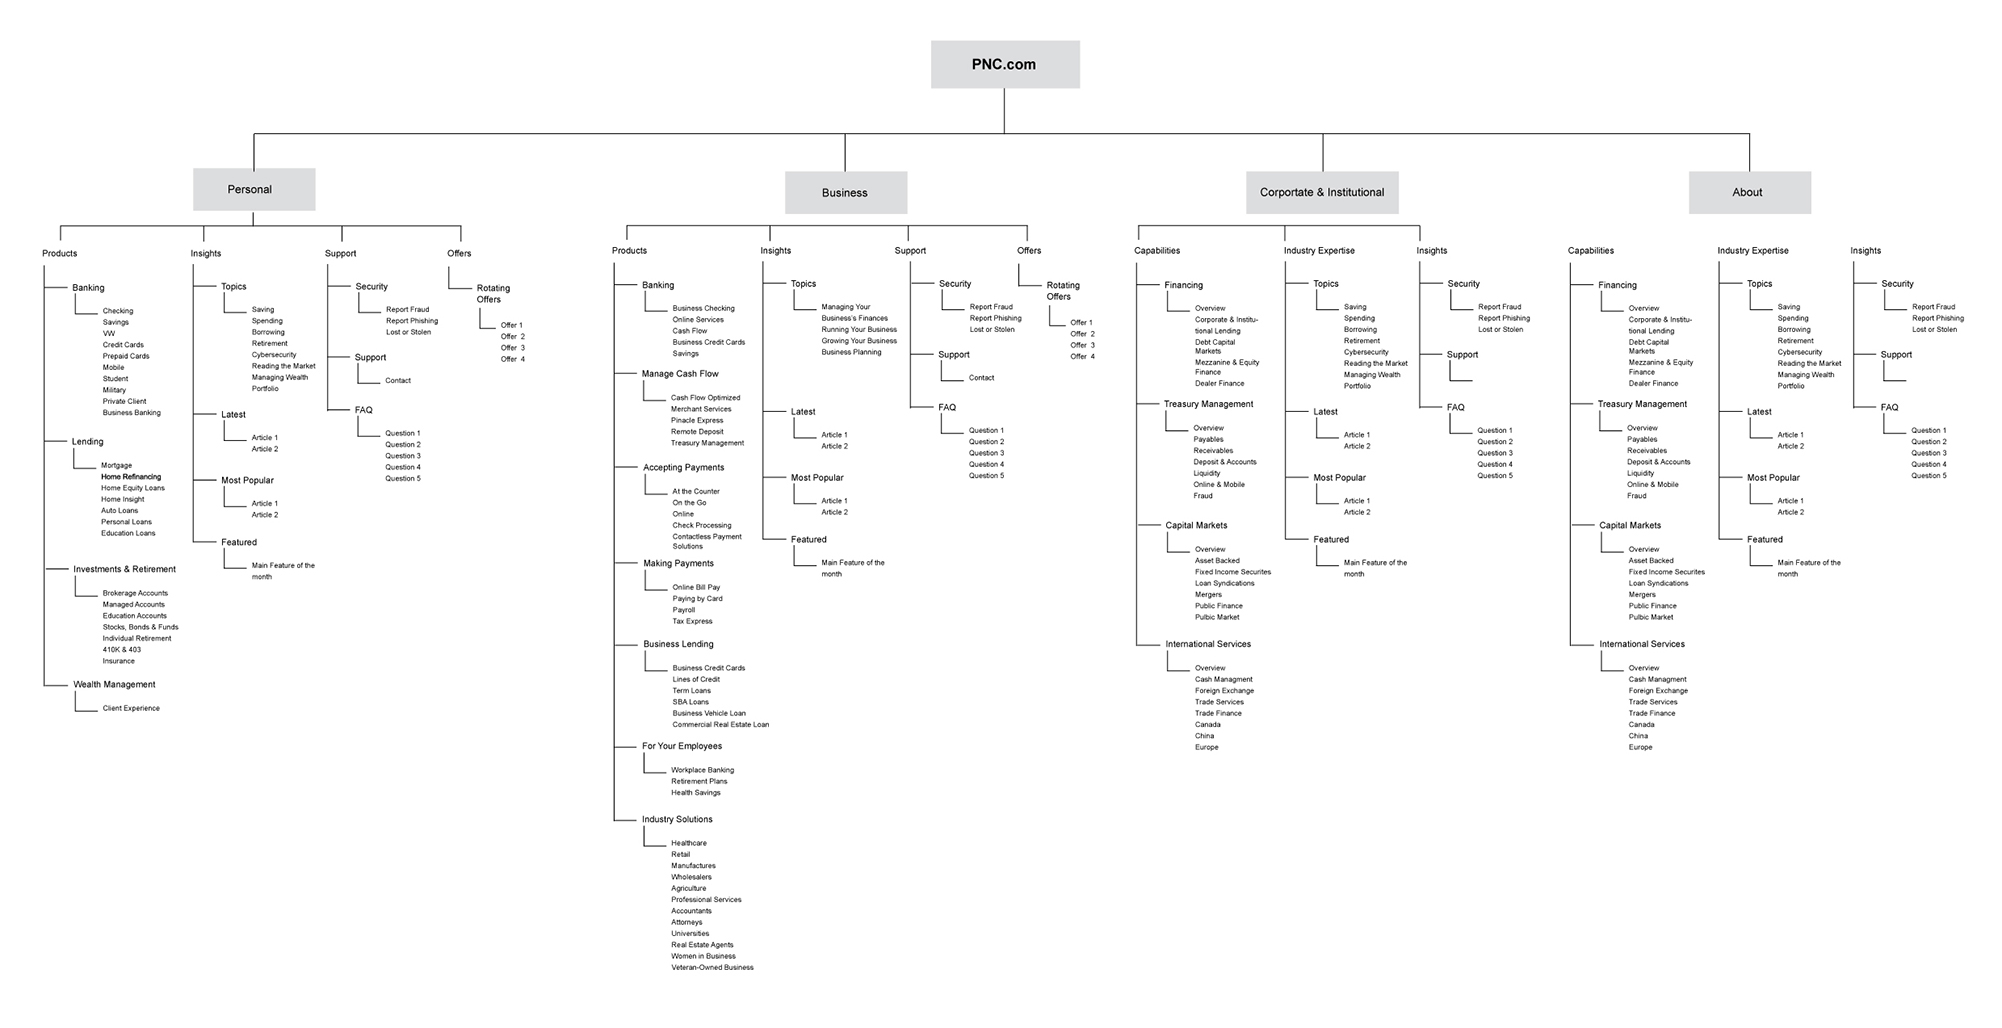 PNC.com
Personal
Products
Banking
Checking
Savings
VW
Credit Cards
Prepaid Cards
Mobile
Student
Military
Private Client
Business Banking
Lending
Mortgage
Home Refinancing
Home Equity Loans
Home Insight
Auto Loans
Personal Loans
Education Loans
Investments & Retirement
Brokerage Accounts
Managed Accounts
Education Accounts
Stocks, Bonds & Funds
Individual Retirement
410K & 403
Insurance
Wealth Management
Client Experience
Insights
Topics
Saving
Spending
Borrowing
Retirement
Cybersecurity
Reading the Market
Managing Wealth
Portfolio
Latest
Article 1
Article 2
Most Popular
Article 1
Article 2
Featured
Main Feature of the
month
Support
Security
Report Fraud
Report Phishing
Lost or Stolen
Support
Contact
FAQ
Question 1
Question 2
Question 3
Question 4
Question 5
Offers
Rotating
Offers
Offer 1
Offer 2
Offer 3
Offer 4
Business
Products
Banking
Business Checking
Online Services
Cash Flow
Business Credit Cards
Savings
Manage Cash Flow
Cash Flow Optimized
Merchant Services
Pinacle Express
Remote Deposit
Treasury Management
Accepting Payments
At the Counter
On the Go
Online
Check Processing
Contactless Payment
Solutions
Making Payments
Online Bill Pay
Paying by Card
Payroll
Tax Express
Business Lending
Business Credit Cards
Lines of Credit
Term Loans
SBA Loans
Business Vehicle Loan
Commercial Real Estate Loan
For Your Employees
Workplace Banking
Retirement Plans
Health Savings
Industry Solutions
Healthcare
Retail
Manufactures
Wholesalers
Agriculture
Professional Services
Accountants
Attorneys
Universities
Real Estate Agents
Women in Business
Veteran-Owned Business
Insights
Topics
Managing Your
Business's Finances
Running Your Business
Growing Your Business
Business Planning
Latest
Article 1
Article 2
Most Popular
Article 1
Article 2
Featured
Main Feature of the
month
Support
Security
Report Fraud
Report Phishing
Lost or Stolen
Support
Contact
FAQ
Question 1
Question 2
Question 3
Question 4
Question 5
Offers
Rotating
Offers
Offer 1
Offer 2
Offer 3
Offer 4
Corportate & Institutional
Capabilities
Financing
Overview
Corporate & Institu-
tional Lending
Debt Capital
Markets
Mezzanine & Equity
Finance
Dealer Finance
Treasury Management
Overview
Payables
Receivables
Deposit & Accounts
Liquidity
Online & Mobile
Fraud
Capital Markets
Overview
Asset Backed
Fixed Income Securites
Loan Syndications
Mergers
Public Finance
Pulbic Market
International Services
Overview
Cash Managment
Foreign Exchange
Trade Services
Trade Finance
Canada
China
Europe
Industry Expertise
Topics
Saving
Spending
Borrowing
Retirement
Cybersecurity
Reading the Market
Managing Wealth
Portfolio
Latest
Article 1
Article 2
Most Popular
Article 1
Article 2
Featured
Main Feature of the
month
Insights
Security
Report Fraud
Report Phishing
Lost or Stolen
Support
FAQ
Question 1
Question 2
Question 3
Question 4
Question 5
About
Capabilities
Financing
Overview
Corporate & Institu-
tional Lending
Debt Capital
Markets
Mezzanine & Equity
Finance
Dealer Finance
Treasury Management
Overview
Payables
Receivables
Deposit & Accounts
Liquidity
Online & Mobile
Fraud
Capital Markets
Overview
Asset Backed
Fixed Income Securites
Loan Syndications
Mergers
Public Finance
Pulbic Market
International Services
Overview
Cash Managment
Foreign Exchange
Trade Services
Trade Finance
Canada
China
Europe
Industry Expertise
Topics
Saving
Spending
Borrowing
Retirement
Cybersecurity
Reading the Market
Managing Wealth
Portfolio
Latest
Article 1
Article 2
Most Popular
Article 1
Article 2
Featured
Main Feature of the
month
Insights
Security
Report Fraud
Report Phishing
Lost or Stolen
Support
FAQ
Question 1
Question 2
Question 3
Question 4
Question 5